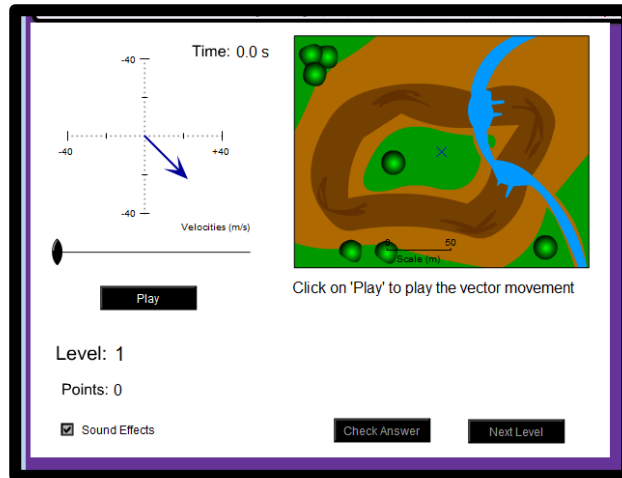 Time: 0.0 s
-40
-40
+40
-40
Velocities (m/s)
0 50
Scale (m)
Play
Click on 'Play' to play the vector movement
Level: 1
Points: 0
Sound Effects
Check Answer
Next Level